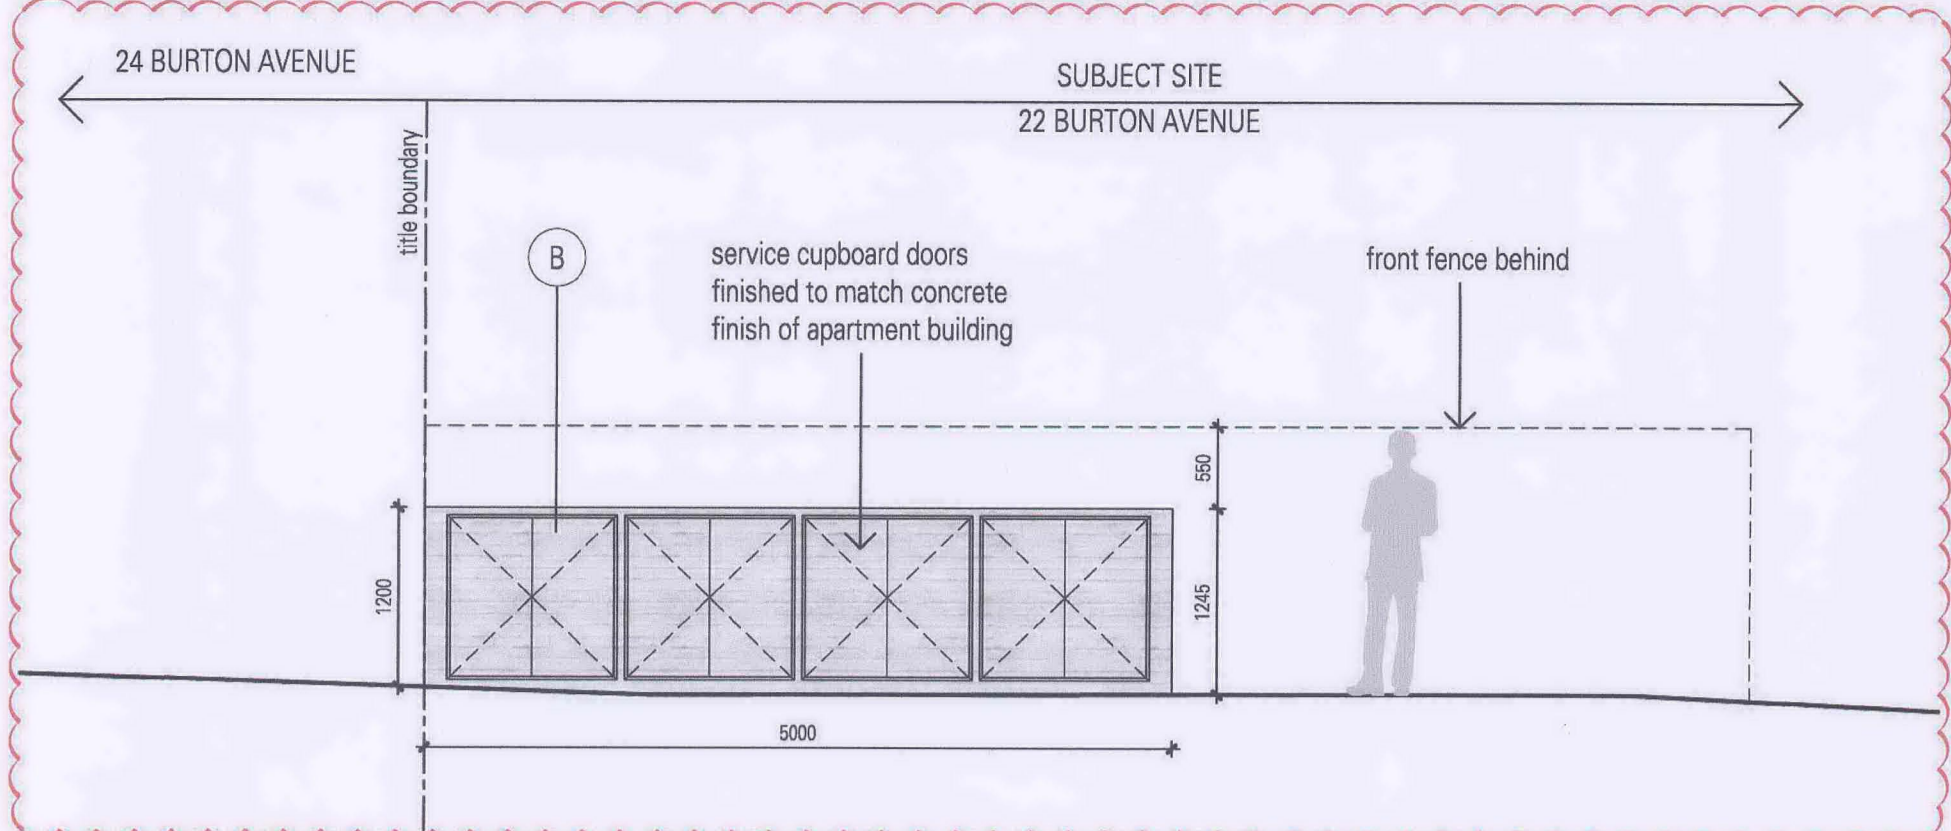 24 BURTON AVENUE
SUBJECT SITE
22 BURTON AVENUE
title boundary
B
service cupboard doors
finished to match concrete
finish of apartment building
front fence behind
550
1200
1245
5000